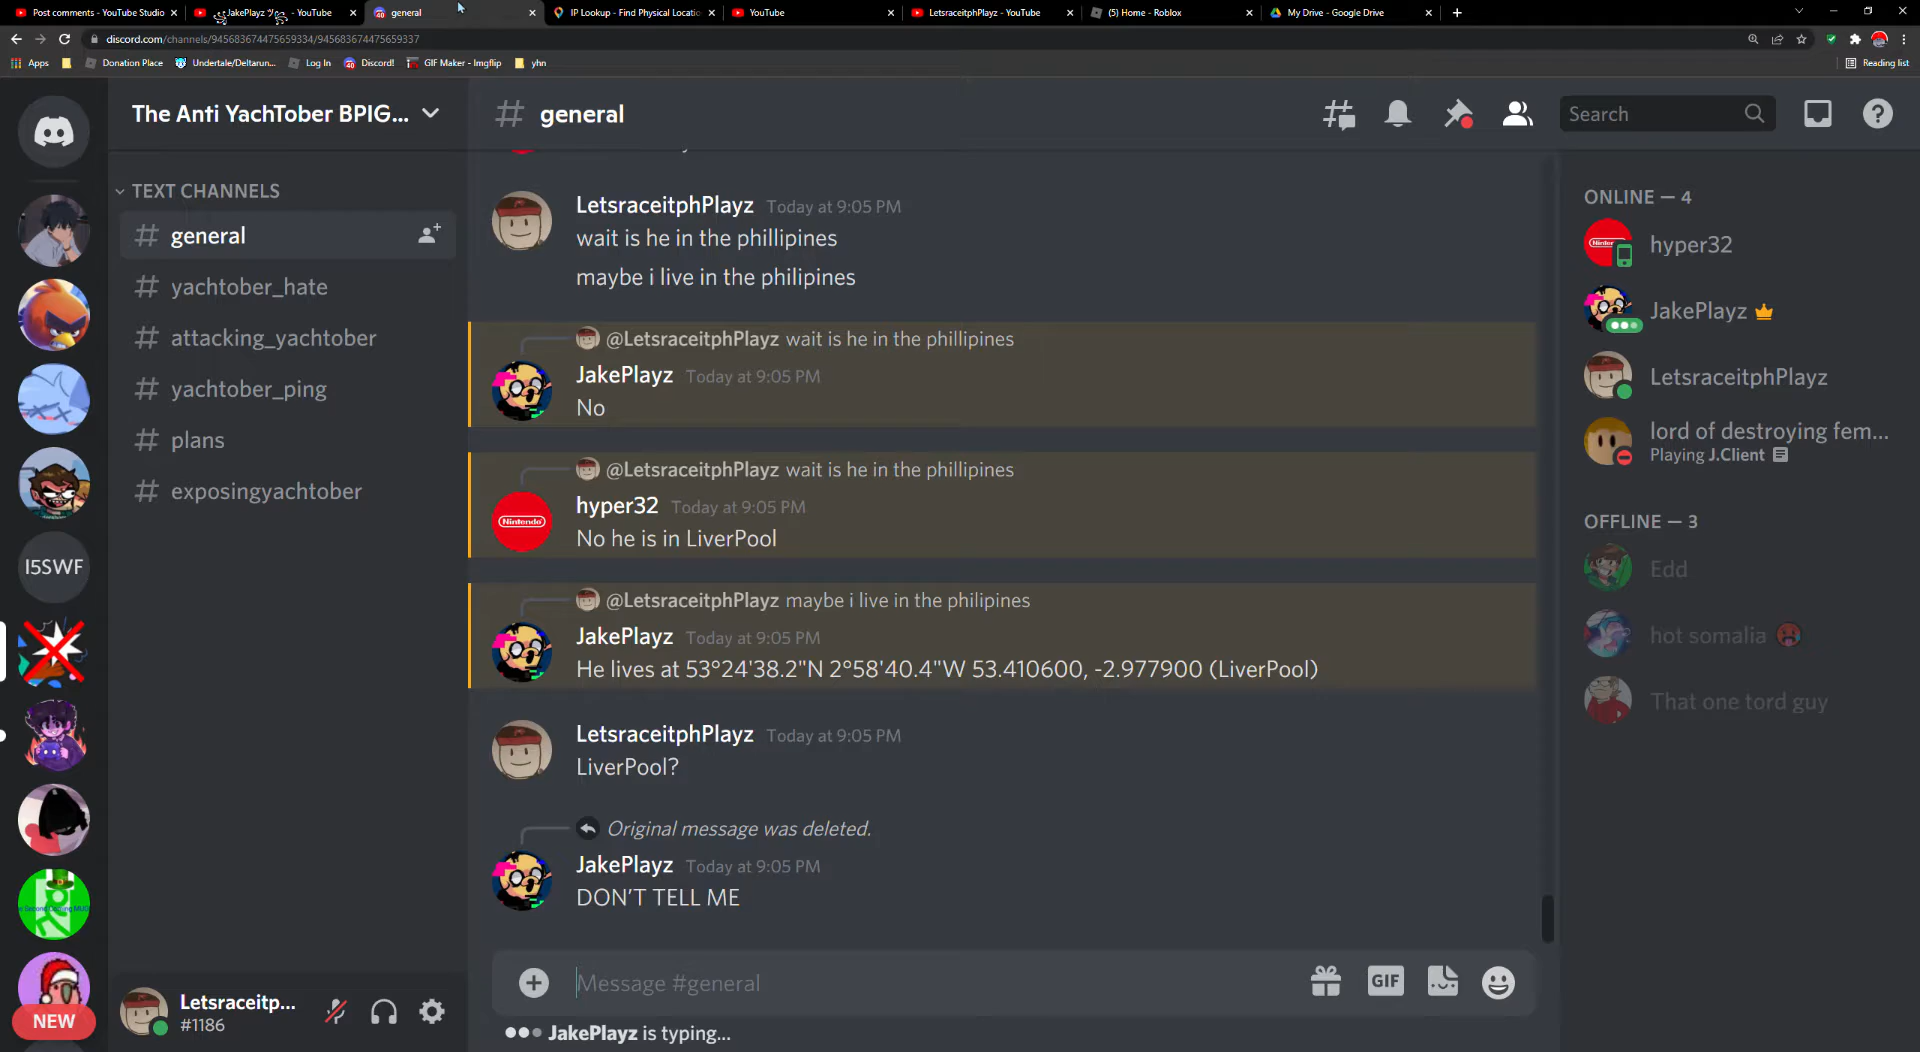 Post comments - YouTube Studio
JakePlayz - YouTube
general
IP Lookup - Find Physical Locatio
YouTube
LetsraceitphPlayz - YouTube
(5) Home - Roblox
My Drive - Google Drive
discord.com/channels/945683674475659334/945683674475659337
Apps
Donation Place
Undertale/Deltarun...
Log In
Discord!
GIF Maker - Imgflip
yhn
Reading list
The Anti YachTober BPIG...
general
Search
TEXT CHANNELS
general
yachtober_hate
attacking_yachtober
yachtober_ping
plans
exposingyachtober
I5SWF
NEW
Letsraceitp...
#1186
LetsraceitphPlayz Today at 9:05 PM
wait is he in the phillipines
maybe i live in the philipines
@LetsraceitphPlayz wait is he in the phillipines
JakePlayz Today at 9:05 PM
No
@LetsraceitphPlayz wait is he in the phillipines
hyper32 Today at 9:05 PM
No he is in LiverPool
@LetsraceitphPlayz maybe i live in the philipines
JakePlayz Today at 9:05 PM
He lives at 53°24'38.2"N 2°58'40.4"W 53.410600, -2.977900 (LiverPool)
LetsraceitphPlayz Today at 9:05 PM
LiverPool?
Original message was deleted.
JakePlayz Today at 9:05 PM
DON'T TELL ME
Message #general
GIF
JakePlayz is typing...
ONLINE — 4
hyper32
JakePlayz
LetsraceitphPlayz
lord of destroying fem...
Playing J.Client
OFFLINE — 3
Edd
hot somalia
That one tord guy
Nintendo